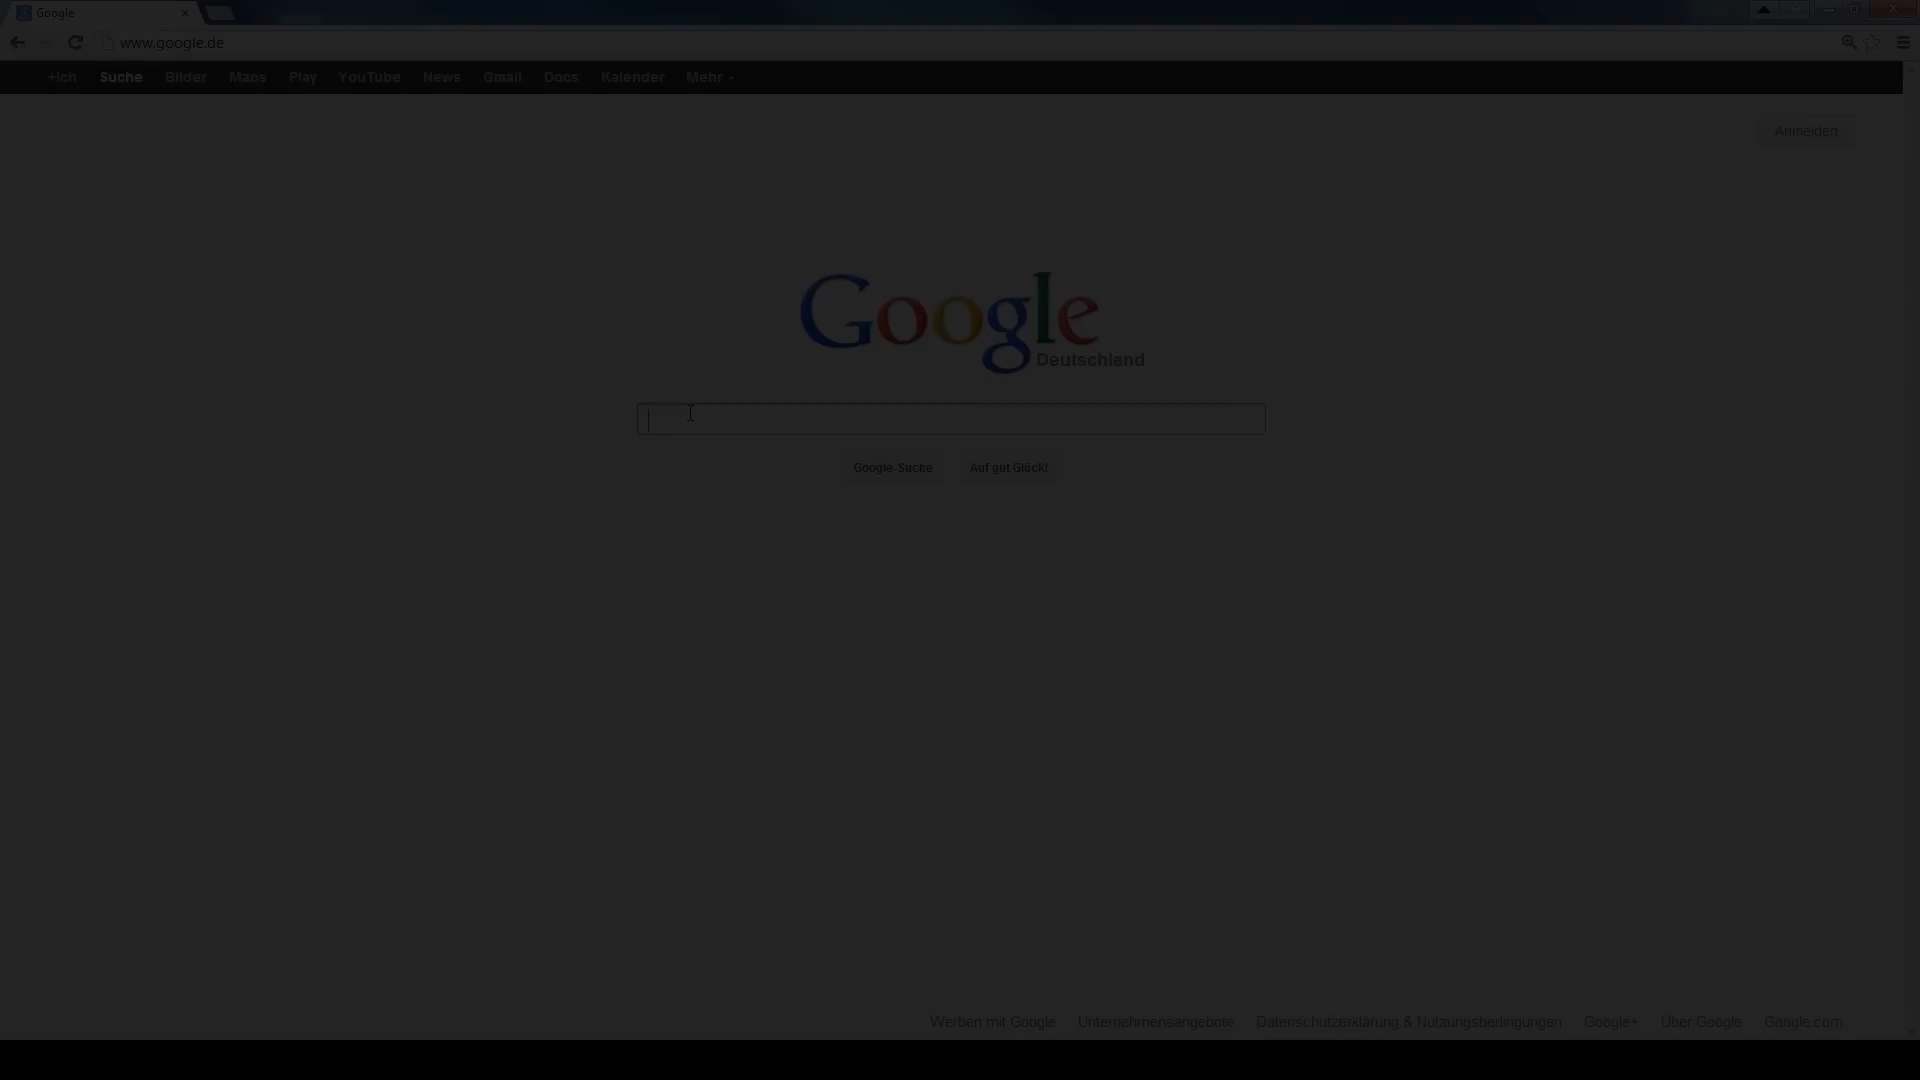 Google
www.google.de
+Ich Suche Bilder Maps Play YouTube News Gmail Docs Kalender Mehr
Anmelden
Google
Deutschland
Google-Suche Auf gut Glück!
Werben mit Google Unternehmensangebote Datenschutzerklärung & Nutzungsbedingungen Google+ Über Google Google.com